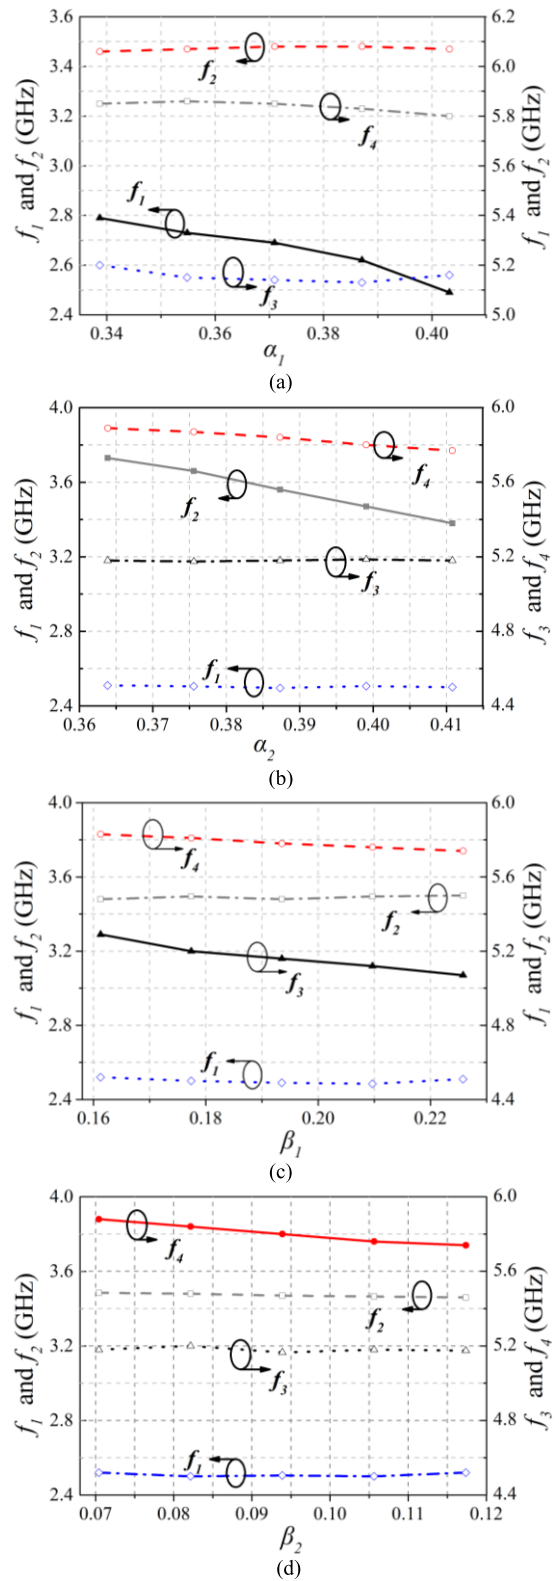 3.6
3.4
3.2
3.0
2.8
2.6
2.4
f1 and f2 (GHz)
6.2
6.0
5.8
5.6
5.4
5.2
5.0
f1 and f2 (GHz)
f2
f4
f1
f3
0.34
0.36
0.38
0.40
α1
(a)
4.0
3.6
3.2
2.8
2.4
f1 and f2 (GHz)
6.0
5.6
5.2
4.8
4.4
f3 and f4 (GHz)
f4
f2
f3
f1
0.36
0.37
0.38
0.39
0.40
0.41
α2
(b)
4.0
3.6
3.2
2.8
2.4
f1 and f2 (GHz)
6.0
5.6
5.2
4.8
4.4
f1 and f2 (GHz)
f4
f2
f3
f1
0.16
0.18
0.20
0.22
β1
(c)
4.0
3.6
3.2
2.8
2.4
f1 and f2 (GHz)
6.0
5.6
5.2
4.8
4.4
f3 and f4 (GHz)
f4
f2
f3
f1
0.07
0.08
0.09
0.10
0.11
0.12
β2
(d)